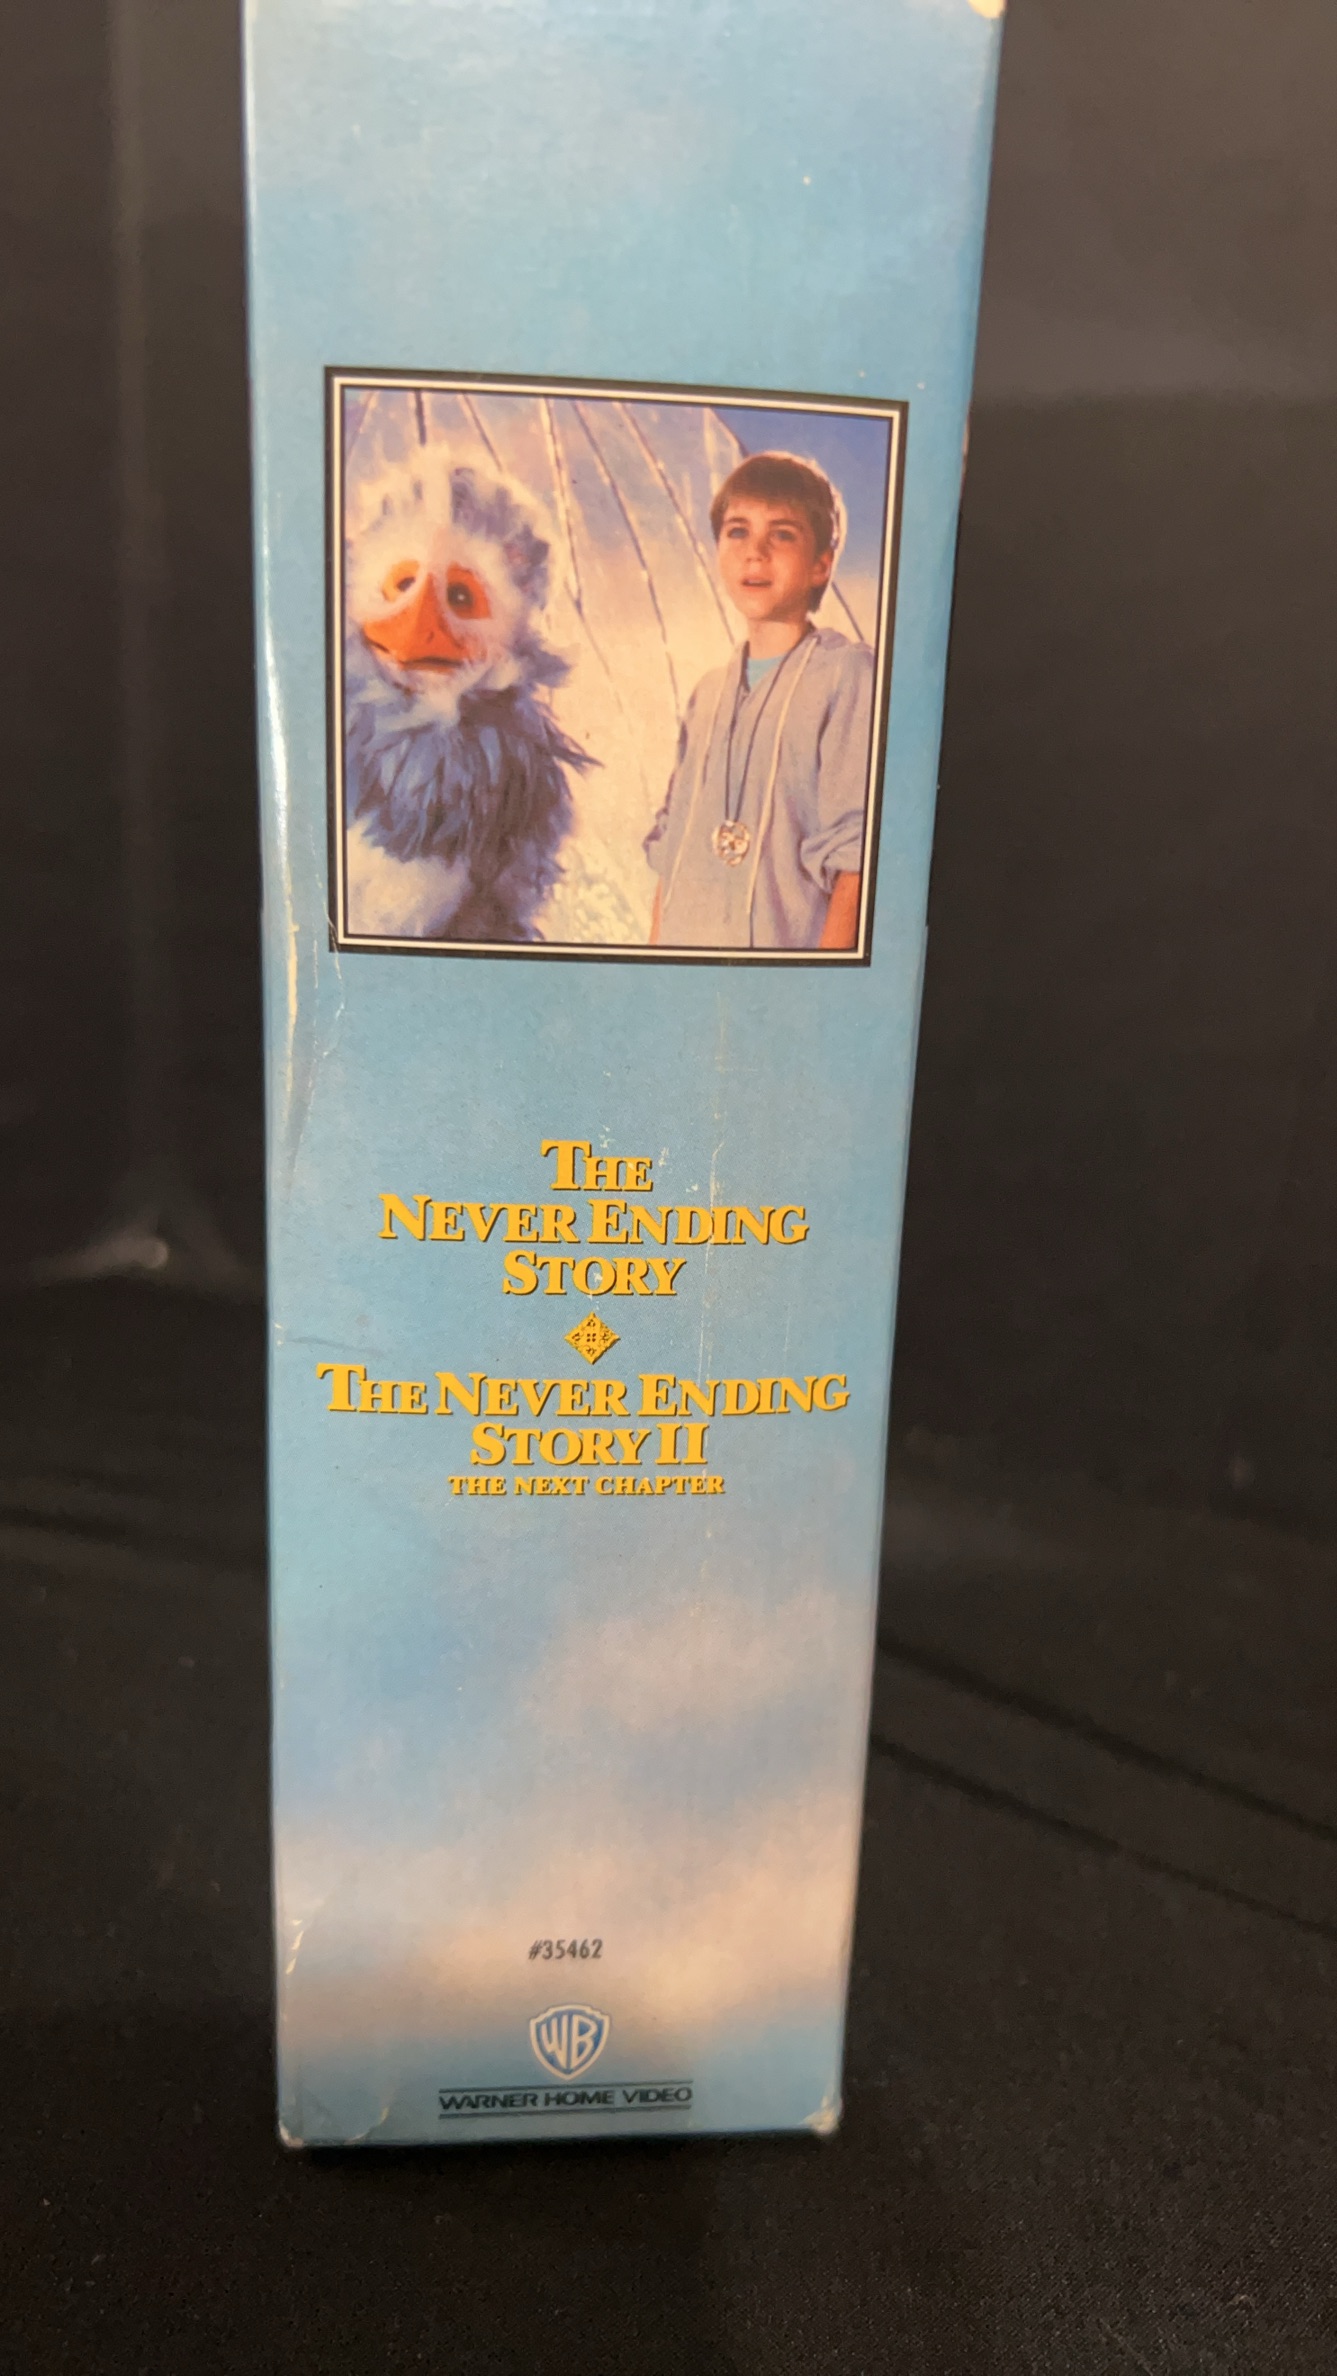 THE
NEVER ENDING
STORY
THE NEVER ENDING
STORY II
THE NEXT CHAPTER
#35462
WB
WARNER HOME VIDEO